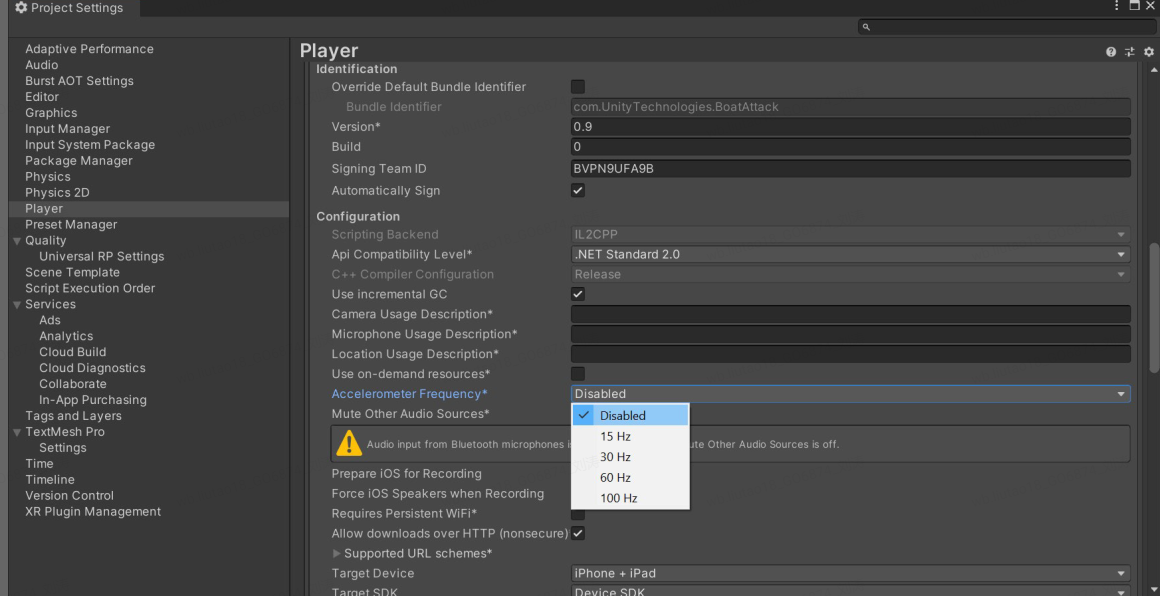 Project Settings
Adaptive Performance
Audio
Burst AOT Settings
Editor
Graphics
Input Manager
Input System Package
Package Manager
Physics
Physics 2D
Player
Preset Manager
Quality
Universal RP Settings
Scene Template
Script Execution Order
Services
Ads
Analytics
Cloud Build
Cloud Diagnostics
Collaborate
In-App Purchasing
Tags and Layers
TextMesh Pro
Settings
Time
Timeline
Version Control
XR Plugin Management
Player
Identification
Override Default Bundle Identifier
Bundle Identifier com.UnityTechnologies.BoatAttack
Version* 0.9
Build 0
Signing Team ID BVPN9UFA9B
Automatically Sign
Configuration
Scripting Backend IL2CPP
Api Compatibility Level* .NET Standard 2.0
C++ Compiler Configuration Release
Use incremental GC
Camera Usage Description*
Microphone Usage Description*
Location Usage Description*
Use on-demand resources*
Accelerometer Frequency* Disabled
Mute Other Audio Sources*
Disabled
15 Hz
30 Hz
60 Hz
100 Hz
Audio input from Bluetooth microphones Mute Other Audio Sources is off.
Prepare iOS for Recording
Force iOS Speakers when Recording
Requires Persistent WiFi*
Allow downloads over HTTP (nonsecure)
Supported URL schemes*
Target Device iPhone + iPad
Target SDK Device SDK